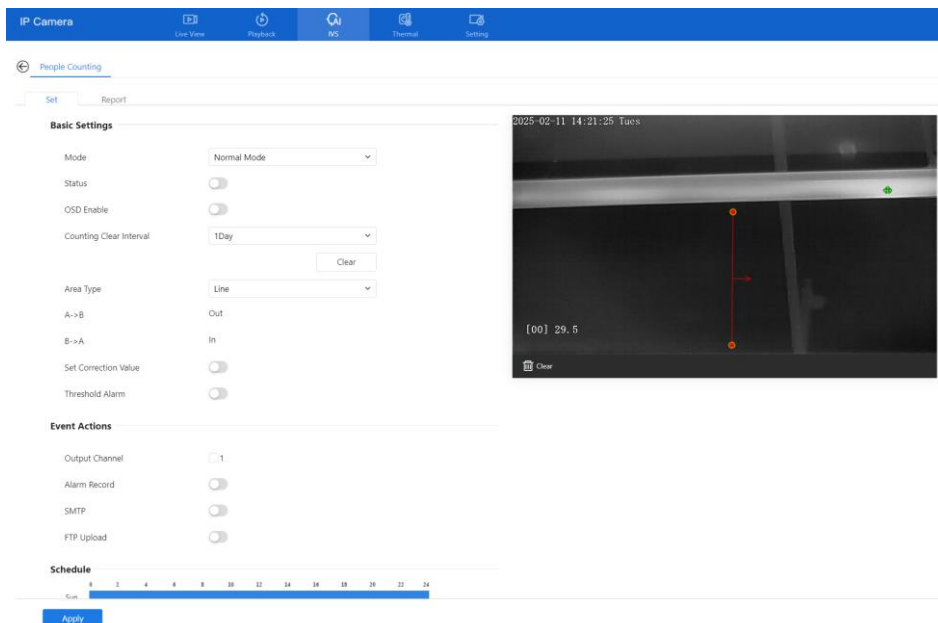 IP Camera
Live View
Playback
IVS
Thermal
Setting
People Counting
Set Report
Basic Settings
Mode Normal Mode
Status
OSD Enable
Counting Clear Interval 1Day
Clear
Area Type Line
A->B Out
B->A In
Set Correction Value
Threshold Alarm
Event Actions
Output Channel 1
Alarm Record
SMTP
FTP Upload
Schedule
0 2 4 6 8 10 12 14 16 18 20 22 24
Sun
Apply
2025-02-11 14:21:25 Tues
[00] 29.5
Clear